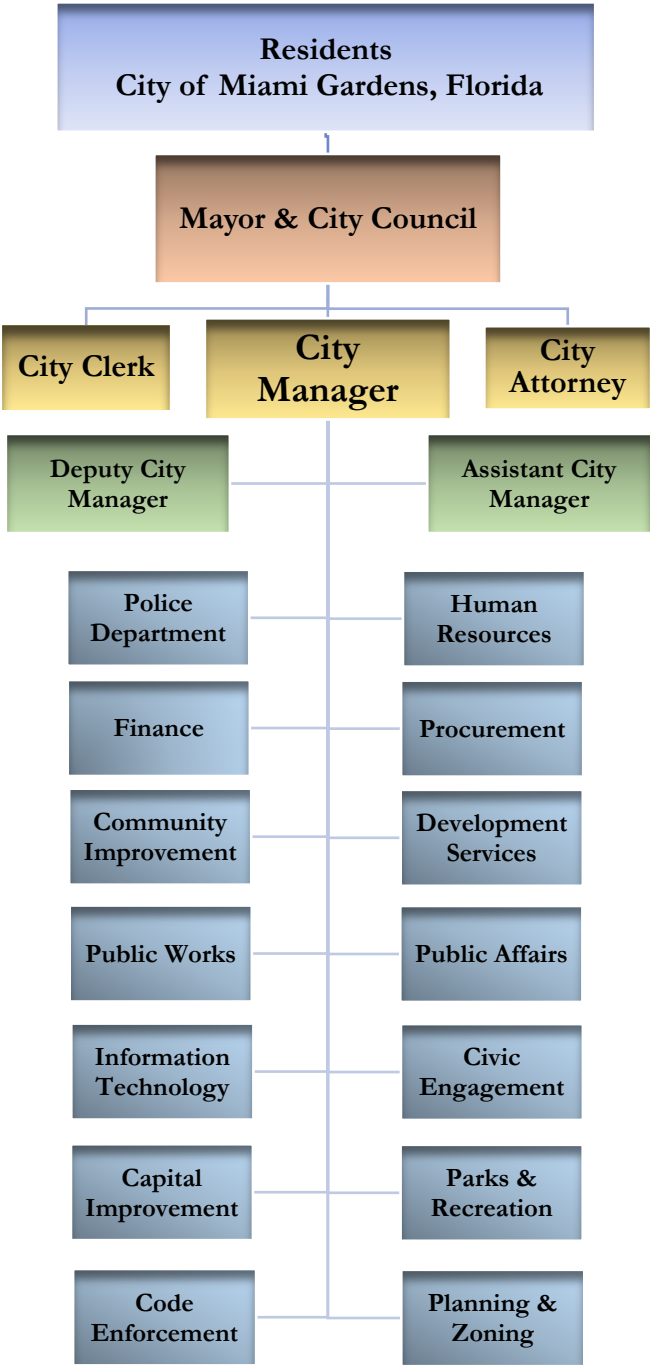 Residents
City of Miami Gardens, Florida
Mayor & City Council
City Clerk
City
Manager
City
Attorney
Deputy City
Manager
Assistant City
Manager
Police
Department
Human
Resources
Finance
Procurement
Community
Improvement
Development
Services
Public Works
Public Affairs
Information
Technology
Civic
Engagement
Capital
Improvement
Parks &
Recreation
Code
Enforcement
Planning &
Zoning